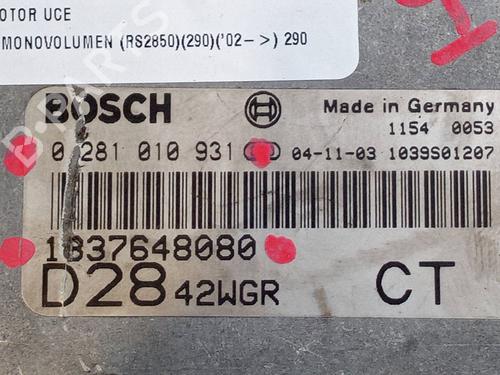 MOTOR UCE
MONOVOLUMEN (RS2850)(290)('02->) 290
BOSCH
Made in Germany
1154 0053
0 281 010 931
04-11-03 1039S01207
1037648080
D28 42WGR CT